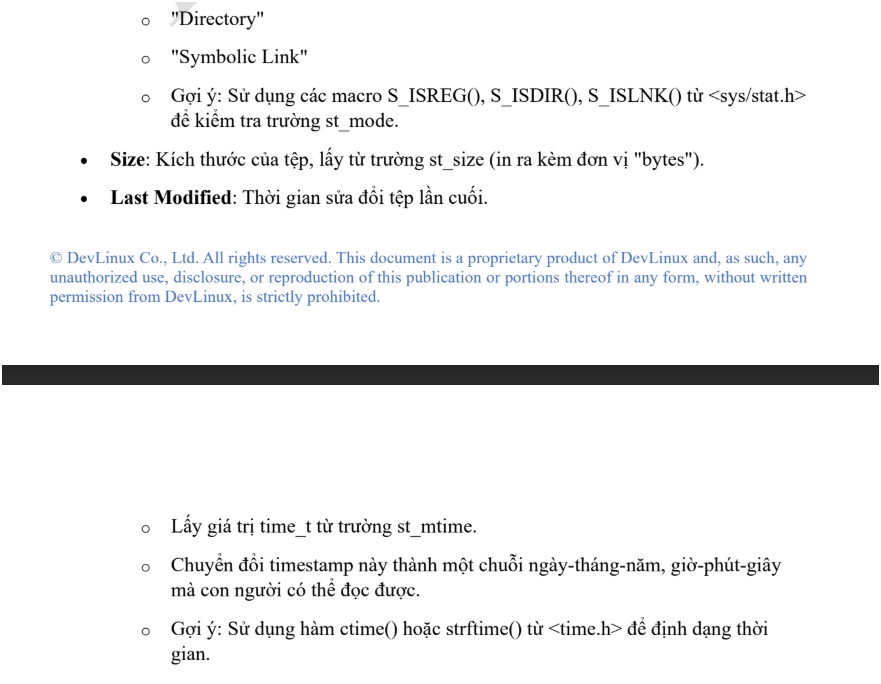 o "Directory"
o "Symbolic Link"
o Gợi ý: Sử dụng các macro S_ISREG(), S_ISDIR(), S_ISLNK() từ <sys/stat.h>
để kiểm tra trường st_mode.
• Size: Kích thước của tệp, lấy từ trường st_size (in ra kèm đơn vị "bytes").
• Last Modified: Thời gian sửa đổi tệp lần cuối.
© DevLinux Co., Ltd. All rights reserved. This document is a proprietary product of DevLinux and, as such, any
unauthorized use, disclosure, or reproduction of this publication or portions thereof in any form, without written
permission from DevLinux, is strictly prohibited.
o Lấy giá trị time_t từ trường st_mtime.
o Chuyển đổi timestamp này thành một chuỗi ngày-tháng-năm, giờ-phút-giây
mà con người có thể đọc được.
o Gợi ý: Sử dụng hàm ctime() hoặc strftime() từ <time.h> để định dạng thời
gian.